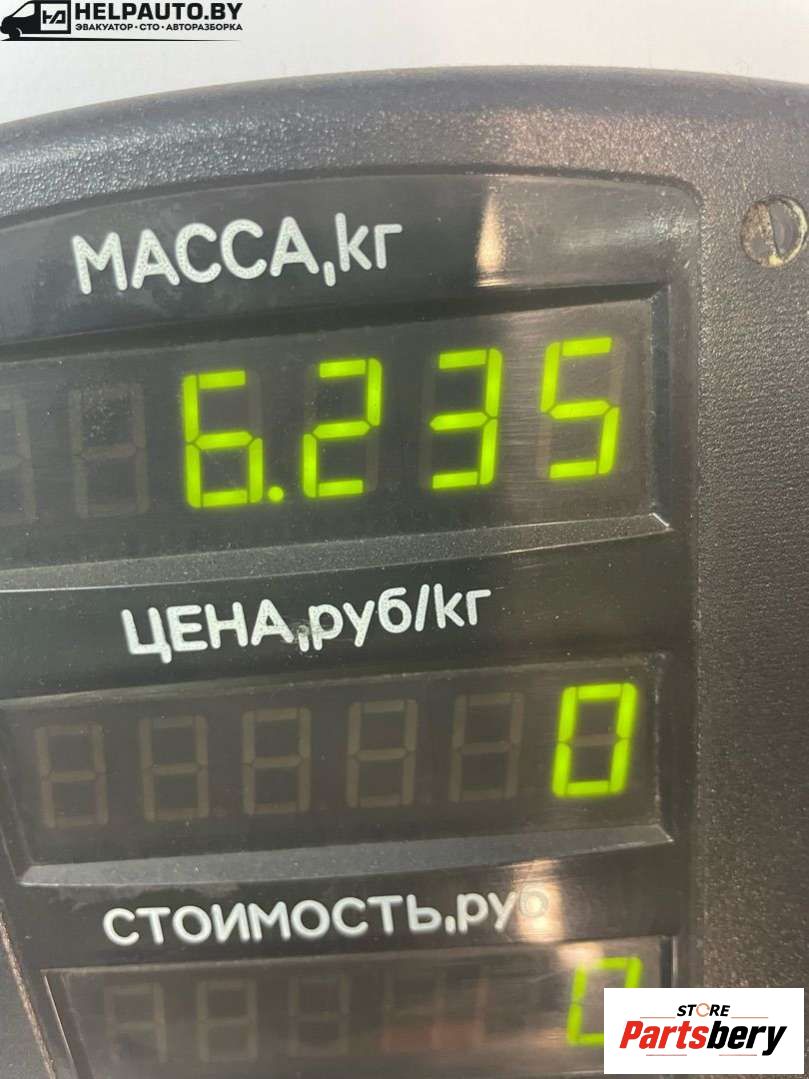 HELPAUTO.BY
ЭВАКУАТОР • СТО • АВТОРАЗБОРКА
МАССА,кг
6.235
ЦЕНА,руб/кг
0
СТОИМОСТЬ,руб
0
STORE
Partsbery